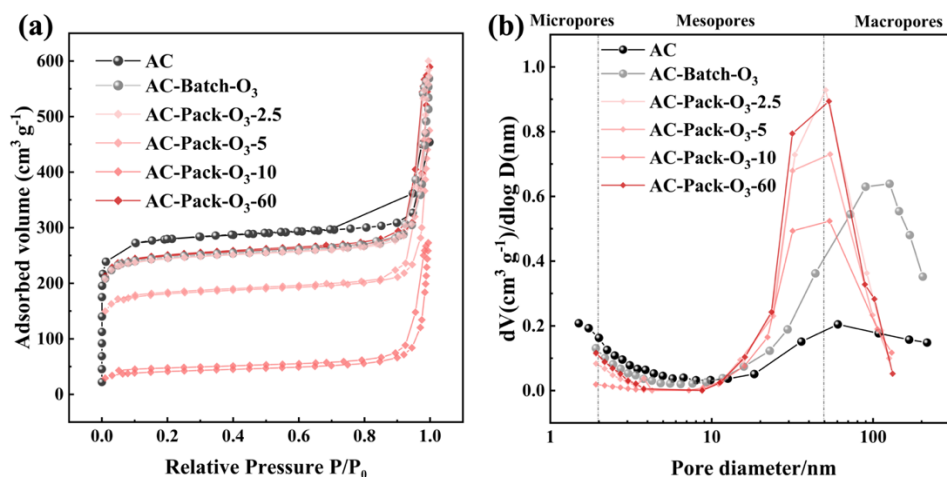 (a)
600
500
400
300
200
100
0
Adsorbed volume (cm³ g⁻¹)
AC
AC-Batch-O₃
AC-Pack-O₃-2.5
AC-Pack-O₃-5
AC-Pack-O₃-10
AC-Pack-O₃-60
0.0 0.2 0.4 0.6 0.8 1.0
Relative Pressure P/P₀
Micropores Mesopores Macropores
(b)
1.0
0.8
0.6
0.4
0.2
0.0
dV(cm³ g⁻¹)/dlog D(nm)
AC
AC-Batch-O₃
AC-Pack-O₃-2.5
AC-Pack-O₃-5
AC-Pack-O₃-10
AC-Pack-O₃-60
1 10 100
Pore diameter/nm